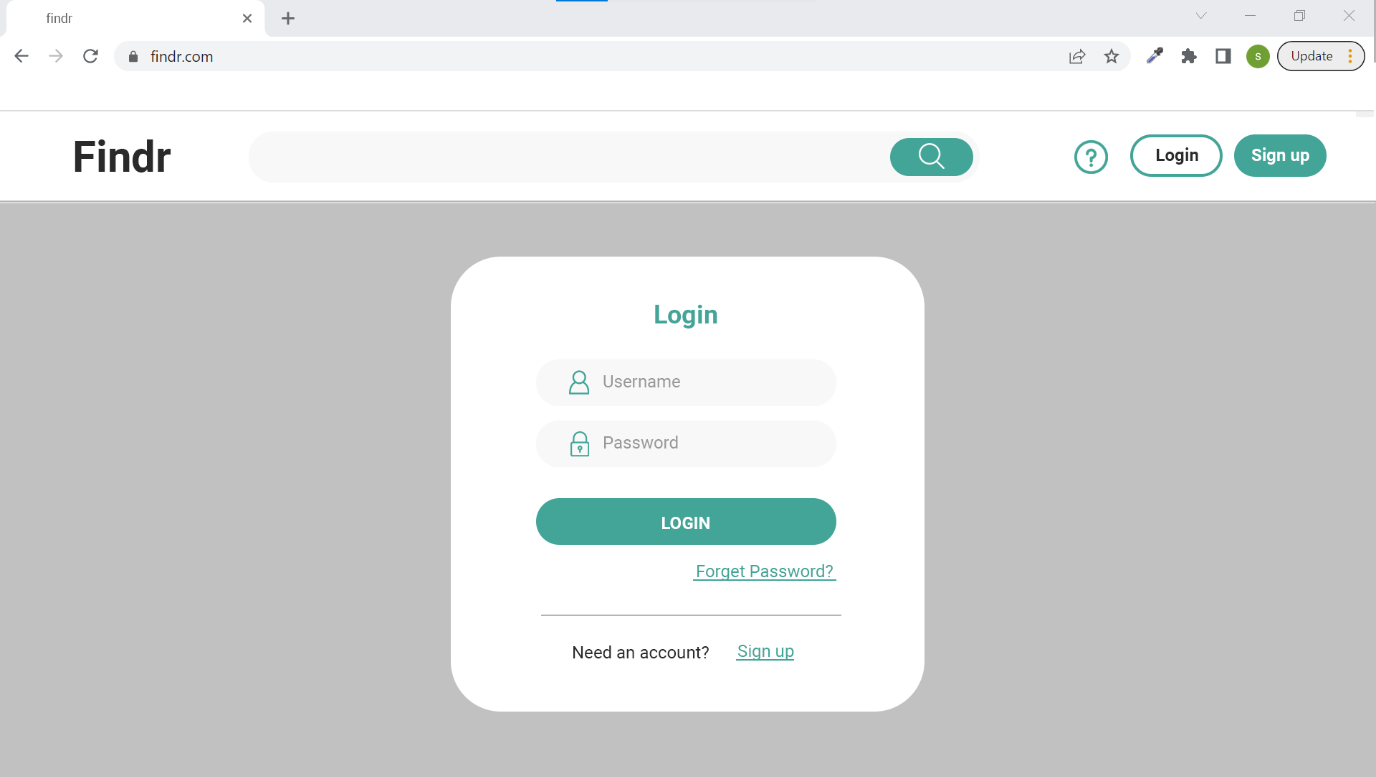 findr
findr.com
S
Update
Findr
?
Login
Sign up
Login
Username
Password
LOGIN
Forget Password?
Need an account? Sign up